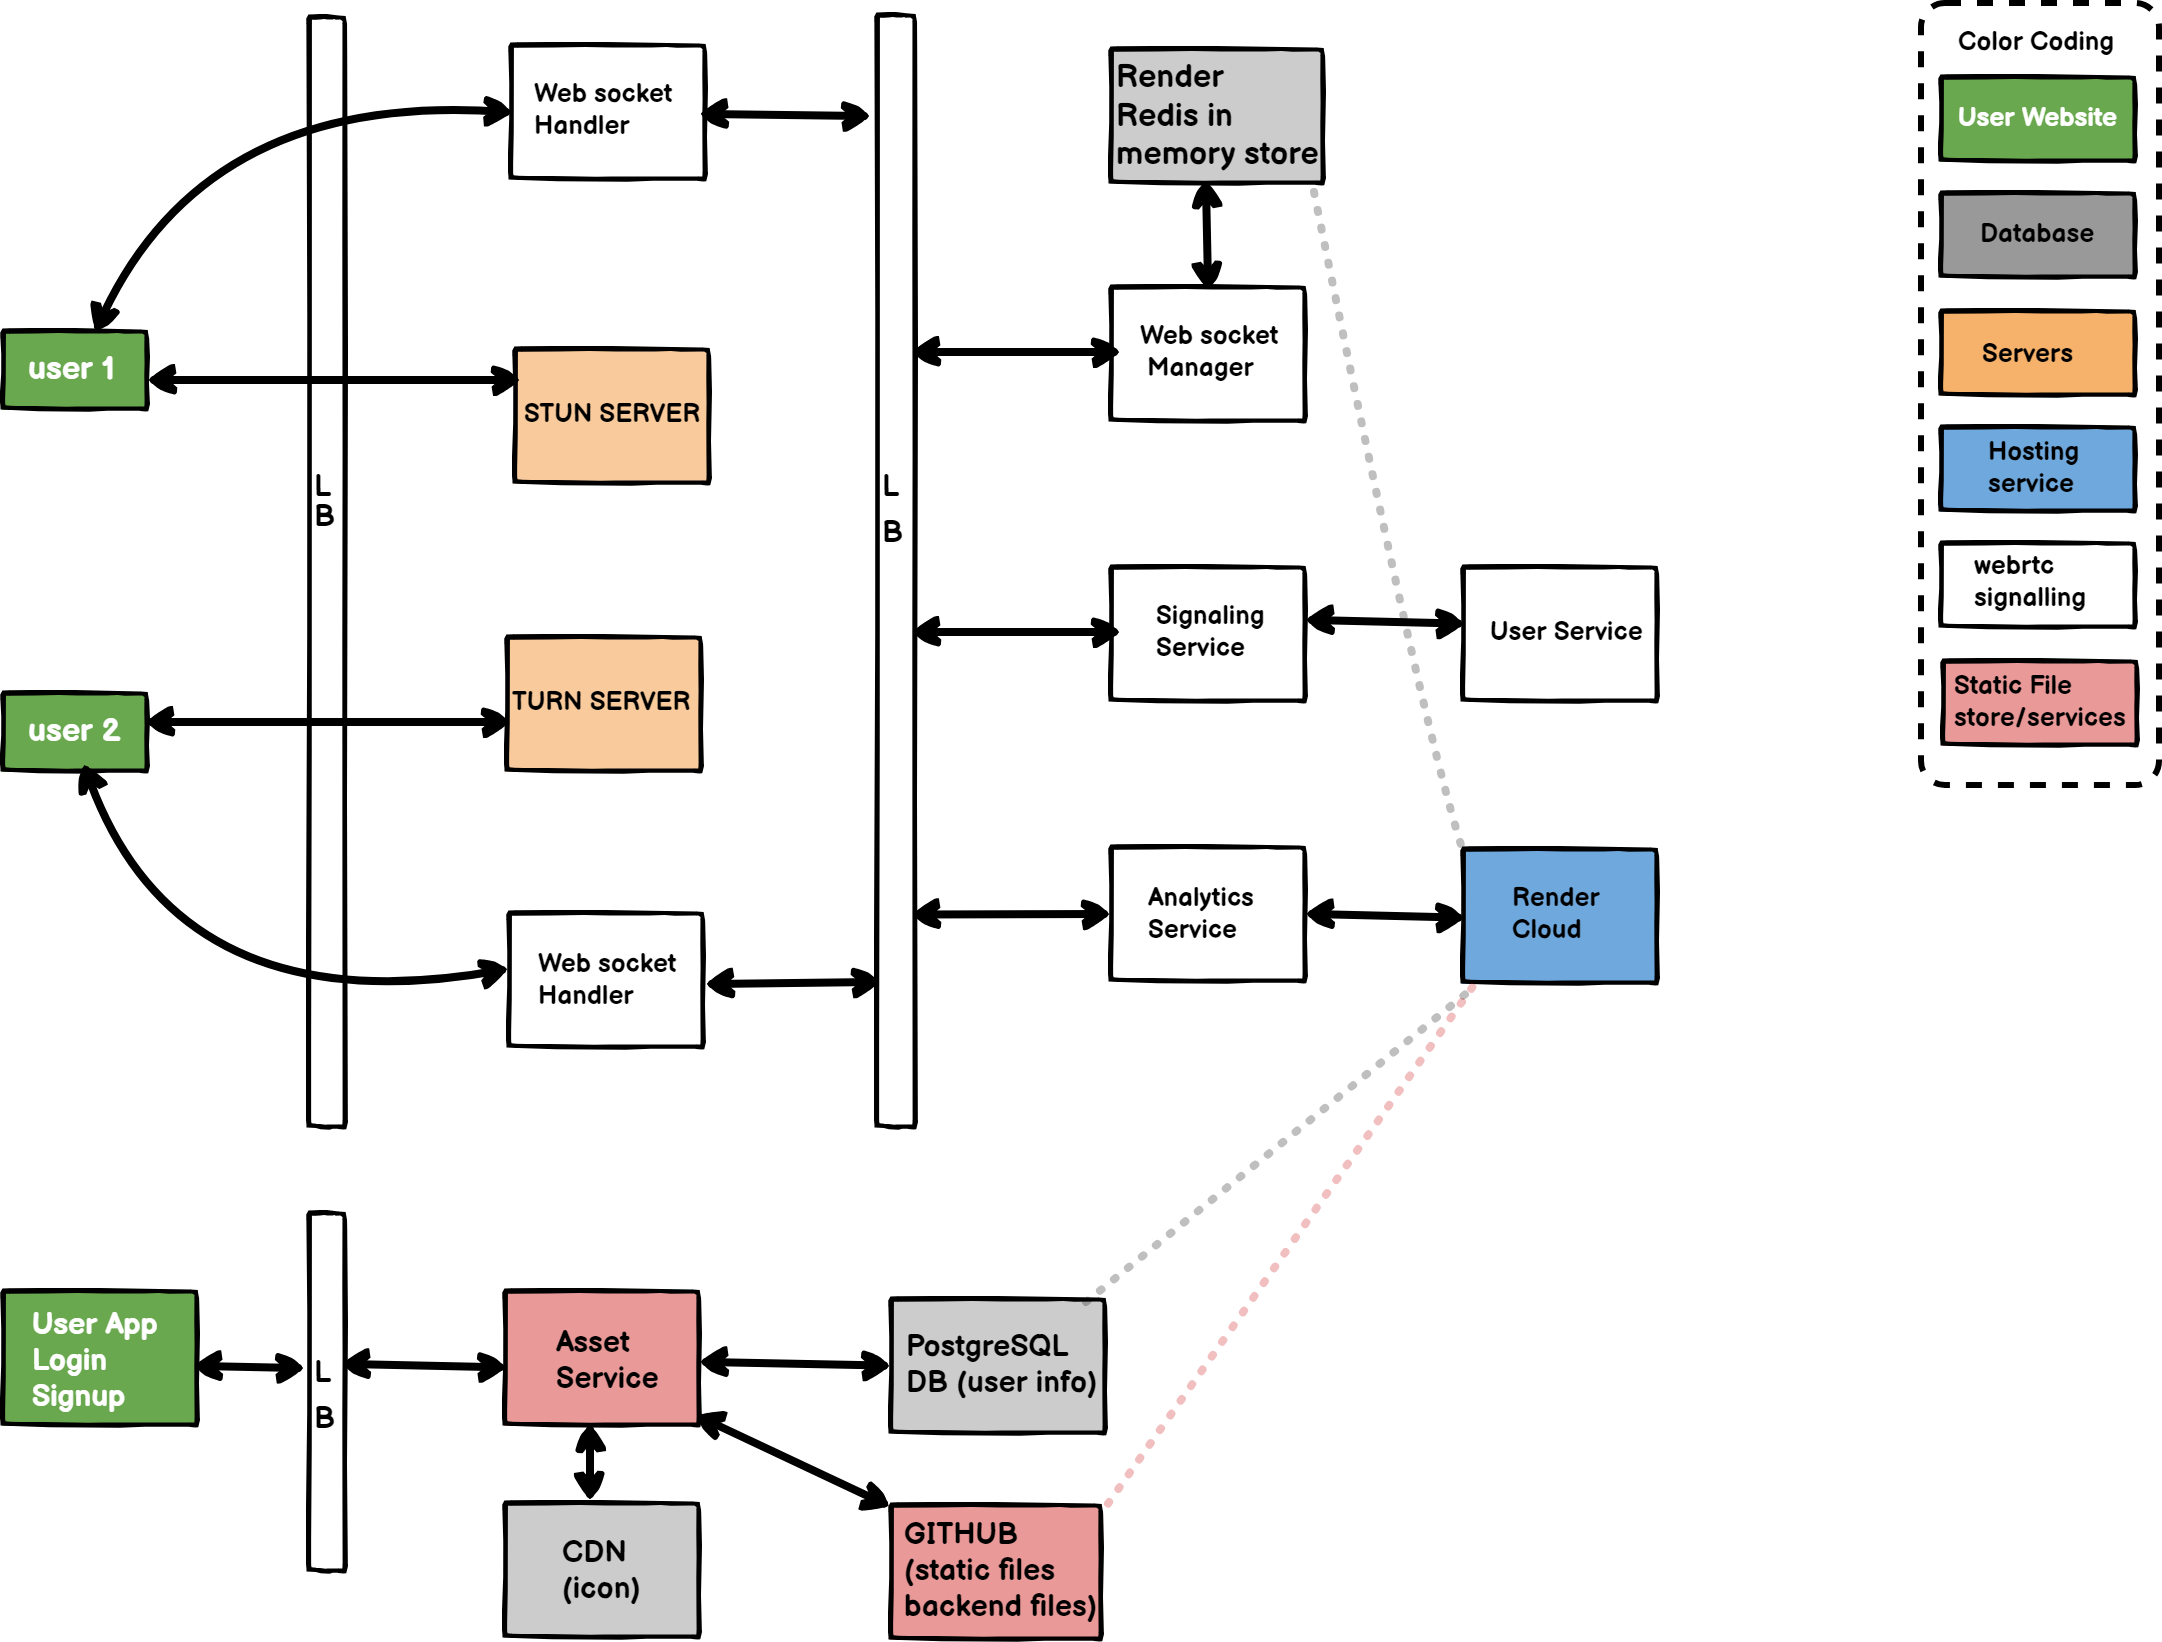 Web socket
Handler
Render
Redis in
memory store
user 1
STUN SERVER
Web socket
Manager
L
B
L
B
Signaling
Service
User Service
user 2
TURN SERVER
Analytics
Service
Render
Cloud
Web socket
Handler
User App
Login
Signup
L
B
Asset
Service
PostgreSQL
DB (user info)
CDN
(icon)
GITHUB
(static files
backend files)
Color Coding
User Website
Database
Servers
Hosting
service
webrtc
signalling
Static File
store/services